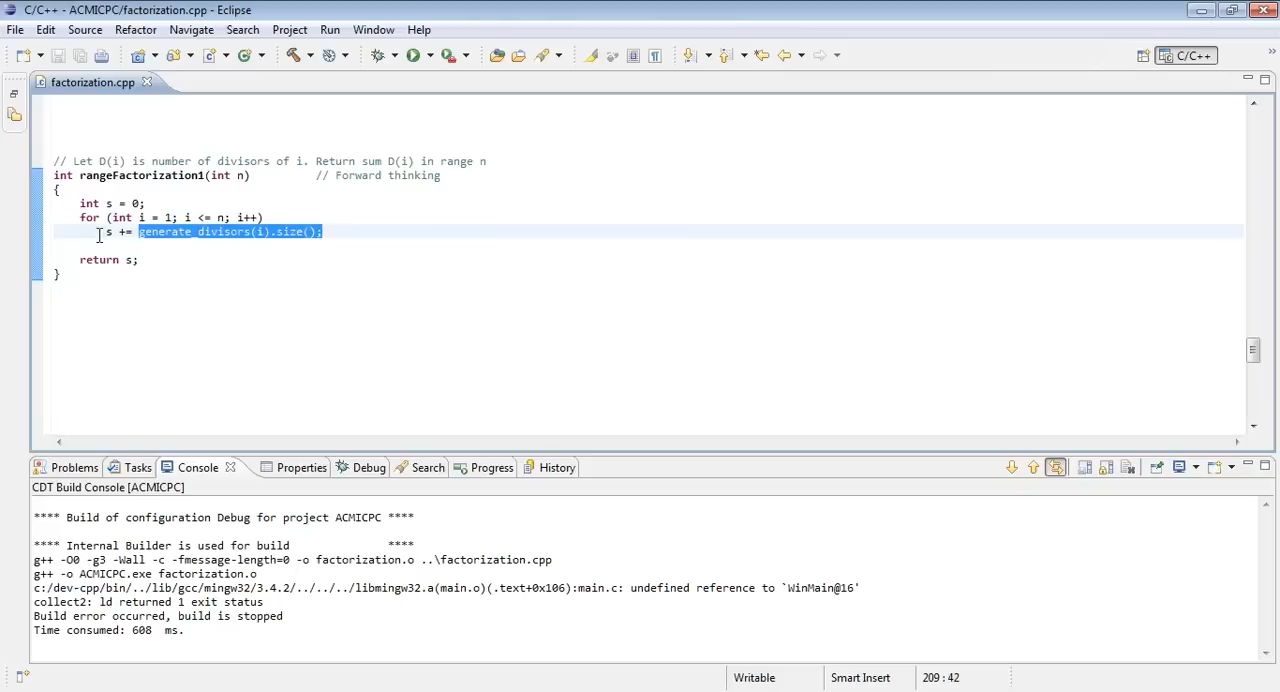 C/C++ - ACMICPC/factorization.cpp - Eclipse
File Edit Source Refactor Navigate Search Project Run Window Help
C/C++
factorization.cpp
// Let D(i) is number of divisors of i. Return sum D(i) in range n
int rangeFactorization1(int n) // Forward thinking
{
int s = 0;
for (int i = 1; i <= n; i++)
s += generate_divisors(i).size();
return s;
}
Problems Tasks Console Properties Debug Search Progress History
CDT Build Console [ACMICPC]
**** Build of configuration Debug for project ACMICPC ****
**** Internal Builder is used for build ****
g++ -O0 -g3 -Wall -c -fmessage-length=0 -o factorization.o ..\factorization.cpp
g++ -o ACMICPC.exe factorization.o
c:/dev-cpp/bin/../lib/gcc/mingw32/3.4.2/../../../libmingw32.a(main.o)(.text+0x106):main.c: undefined reference to `WinMain@16'
collect2: ld returned 1 exit status
Build error occurred, build is stopped
Time consumed: 608 ms.
Writable Smart Insert 209 : 42